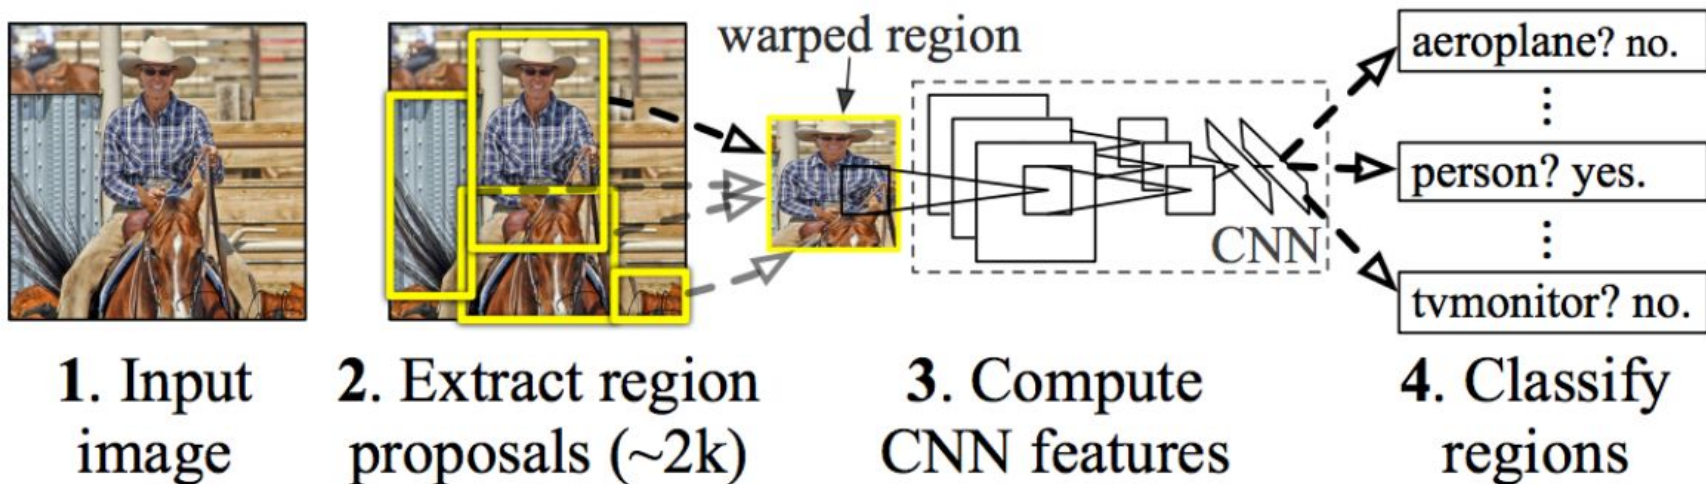 warped region
aeroplane? no.
⋮
person? yes.
⋮
tvmonitor? no.
CNN
1. Input
image
2. Extract region
proposals (~2k)
3. Compute
CNN features
4. Classify
regions